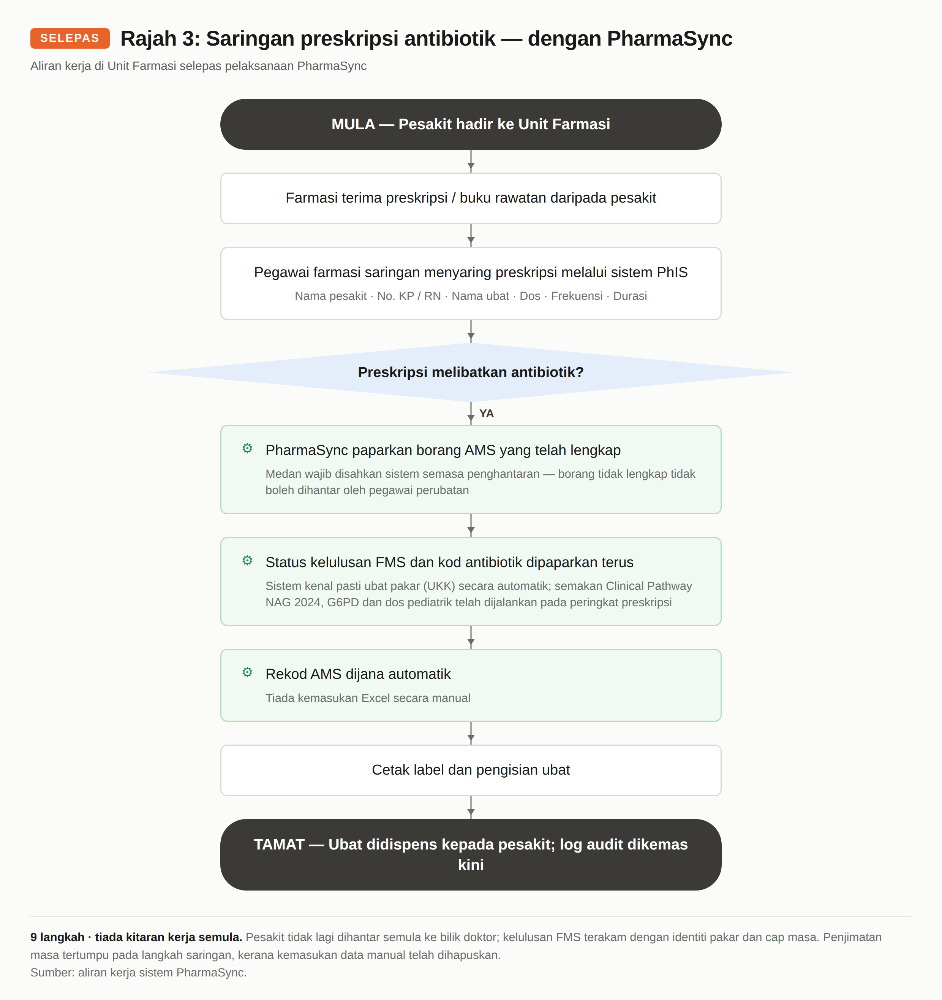 SELEPAS
Rajah 3: Saringan preskripsi antibiotik — dengan PharmaSync
Aliran kerja di Unit Farmasi selepas pelaksanaan PharmaSync
MULA — Pesakit hadir ke Unit Farmasi
Farmasi terima preskripsi / buku rawatan daripada pesakit
Pegawai farmasi saringan menyaring preskripsi melalui sistem PhIS
Nama pesakit · No. KP / RN · Nama ubat · Dos · Frekuensi · Durasi
Preskripsi melibatkan antibiotik?
YA
PharmaSync paparkan borang AMS yang telah lengkap
Medan wajib disahkan sistem semasa penghantaran — borang tidak lengkap tidak
boleh dihantar oleh pegawai perubatan
Status kelulusan FMS dan kod antibiotik dipaparkan terus
Sistem kenal pasti ubat pakar (UKK) secara automatik; semakan Clinical Pathway
NAG 2024, G6PD dan dos pediatrik telah dijalankan pada peringkat preskripsi
Rekod AMS dijana automatik
Tiada kemasukan Excel secara manual
Cetak label dan pengisian ubat
TAMAT — Ubat didispens kepada pesakit; log audit dikemas
kini
9 langkah · tiada kitaran kerja semula. Pesakit tidak lagi dihantar semula ke bilik doktor; kelulusan FMS terakam dengan identiti pakar dan cap masa. Penjimatan
masa tertumpu pada langkah saringan, kerana kemasukan data manual telah dihapuskan.
Sumber: aliran kerja sistem PharmaSync.